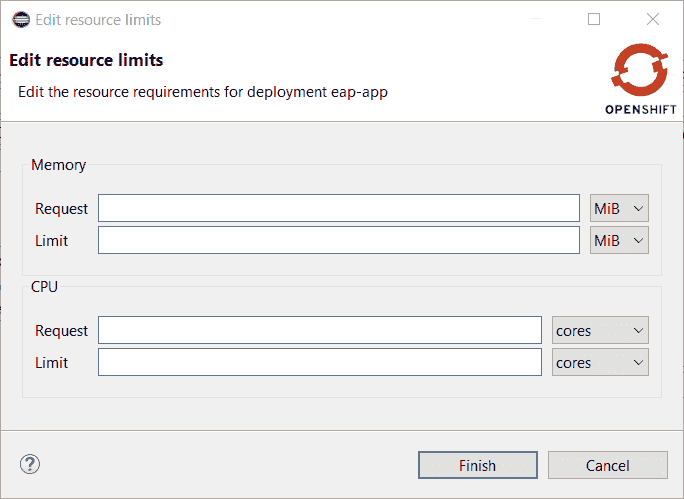 Edit resource limits
Edit resource limits
Edit the resource requirements for deployment eap-app
OPENSHIFT
Memory
Request MiB
Limit MiB
CPU
Request cores
Limit cores
? Finish Cancel